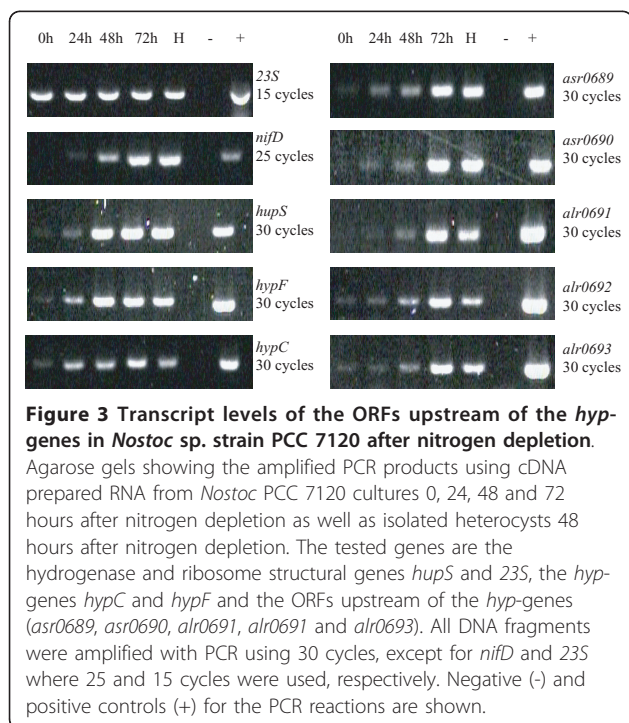 0h 24h 48h 72h H - +
23S
15 cycles
nifD
25 cycles
hupS
30 cycles
hypF
30 cycles
hypC
30 cycles
0h 24h 48h 72h H - +
asr0689
30 cycles
asr0690
30 cycles
alr0691
30 cycles
alr0692
30 cycles
alr0693
30 cycles
Figure 3 Transcript levels of the ORFs upstream of the hyp-
genes in Nostoc sp. strain PCC 7120 after nitrogen depletion.
Agarose gels showing the amplified PCR products using cDNA
prepared RNA from Nostoc PCC 7120 cultures 0, 24, 48 and 72
hours after nitrogen depletion as well as isolated heterocysts 48
hours after nitrogen depletion. The tested genes are the
hydrogenase and ribosome structural genes hupS and 23S, the hyp-
genes hypC and hypF and the ORFs upstream of the hyp-genes
(asr0689, asr0690, alr0691, alr0691 and alr0693). All DNA fragments
were amplified with PCR using 30 cycles, except for nifD and 23S
where 25 and 15 cycles were used, respectively. Negative (-) and
positive controls (+) for the PCR reactions are shown.